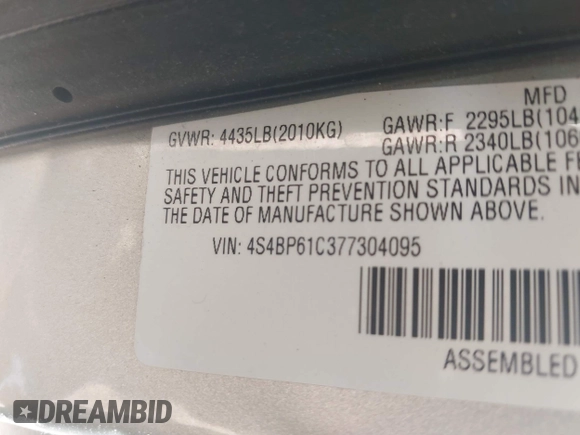 MFD
GVWR: 4435LB(2010KG) GAWR:F 2295LB(104
GAWR:R 2340LB(106
THIS VEHICLE CONFORMS TO ALL APPLICABLE F
SAFETY AND THEFT PREVENTION STANDARDS IN
THE DATE OF MANUFACTURE SHOWN ABOVE.
VIN: 4S4BP61C377304095
ASSEMBLED
DREAMBID